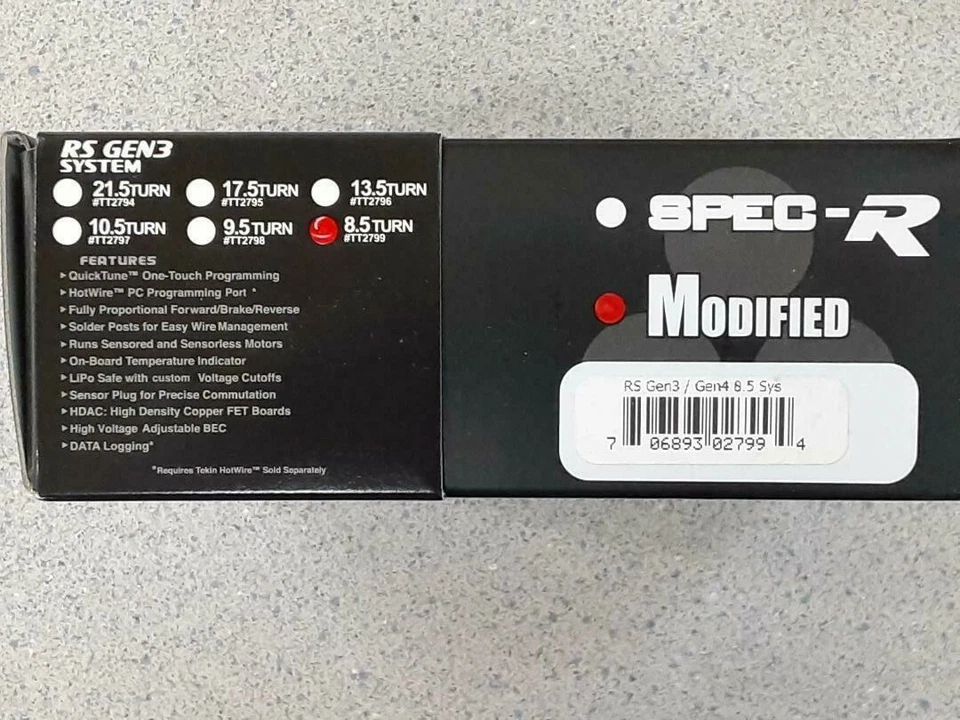 RS GEN3
SYSTEM
21.5TURN
#TT2794
17.5TURN
#TT2795
13.5TURN
#TT2796
10.5TURN
#TT2797
9.5TURN
#TT2798
8.5TURN
#TT2799
FEATURES
QuickTune™ One-Touch Programming
HotWire™ PC Programming Port *
Fully Proportional Forward/Brake/Reverse
Solder Posts for Easy Wire Management
Runs Sensored and Sensorless Motors
On-Board Temperature Indicator
LiPo Safe with custom Voltage Cutoffs
Sensor Plug for Precise Commutation
HDAC: High Density Copper FET Boards
High Voltage Adjustable BEC
DATA Logging*
*Requires Tekin HotWire™ Sold Separately
SPEC-R
MODIFIED
RS Gen3 / Gen4 8.5 Sys
7 06893 02799 4